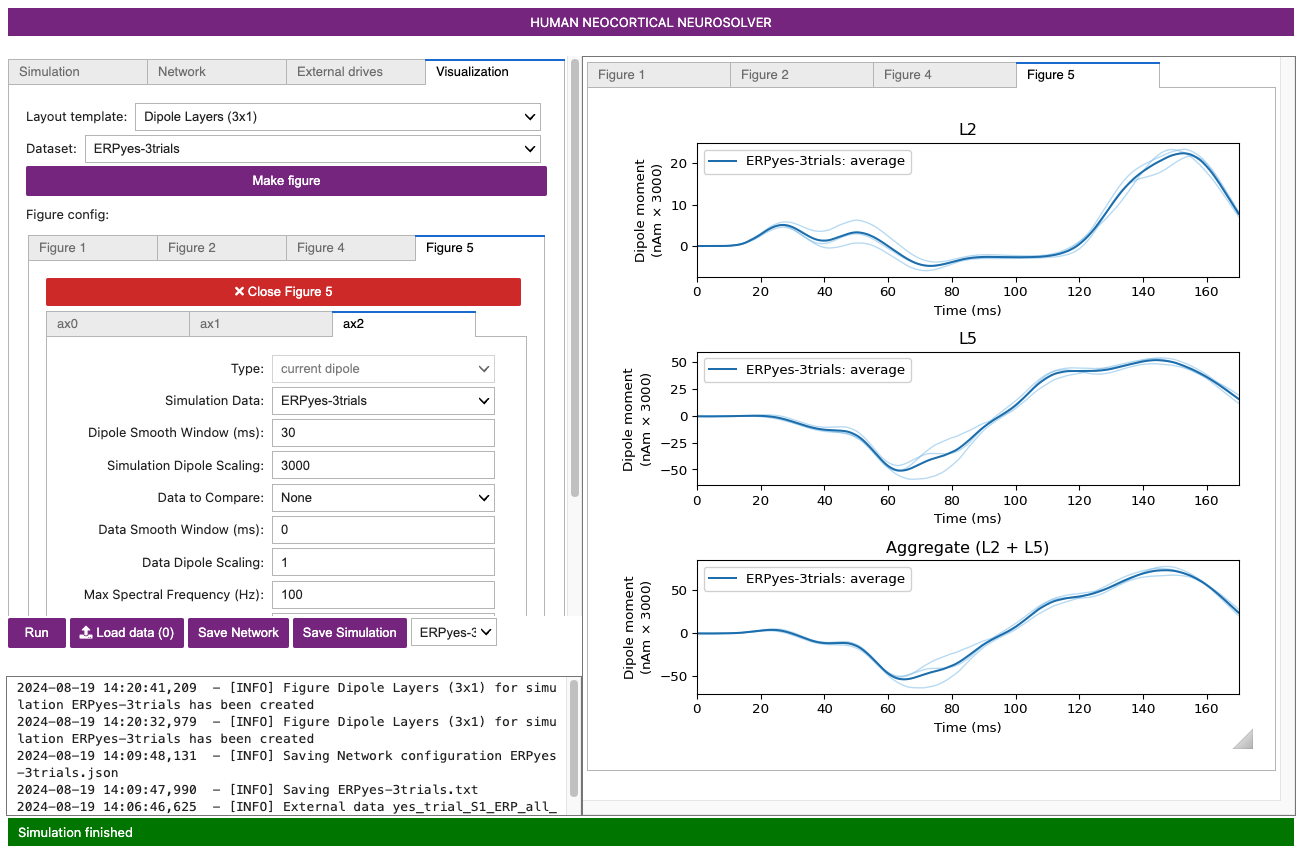 HUMAN NEOCORTICAL NEUROSOLVER
Simulation
Network
External drives
Visualization
Layout template: Dipole Layers (3x1)
Dataset: ERPyes-3trials
Make figure
Figure config:
Figure 1
Figure 2
Figure 4
Figure 5
Close Figure 5
ax0
ax1
ax2
Type: current dipole
Simulation Data: ERPyes-3trials
Dipole Smooth Window (ms): 30
Simulation Dipole Scaling: 3000
Data to Compare: None
Data Smooth Window (ms): 0
Data Dipole Scaling: 1
Max Spectral Frequency (Hz): 100
Run
Load data (0)
Save Network
Save Simulation
ERPyes-3
2024-08-19 14:20:41,209 - [INFO] Figure Dipole Layers (3x1) for simu
lation ERPyes-3trials has been created
2024-08-19 14:20:32,979 - [INFO] Figure Dipole Layers (3x1) for simu
lation ERPyes-3trials has been created
2024-08-19 14:09:48,131 - [INFO] Saving Network configuration ERPyes
-3trials.json
2024-08-19 14:09:47,990 - [INFO] Saving ERPyes-3trials.txt
2024-08-19 14:06:46,625 - [INFO] External data yes_trial_S1_ERP_all_
Figure 1
Figure 2
Figure 4
Figure 5
L2
ERPyes-3trials: average
Dipole moment
(nAm × 3000)
20
10
0
0 20 40 60 80 100 120 140 160
Time (ms)
L5
ERPyes-3trials: average
Dipole moment
(nAm × 3000)
50
25
0
−25
−50
0 20 40 60 80 100 120 140 160
Time (ms)
Aggregate (L2 + L5)
ERPyes-3trials: average
Dipole moment
(nAm × 3000)
50
0
−50
0 20 40 60 80 100 120 140 160
Time (ms)
Simulation finished